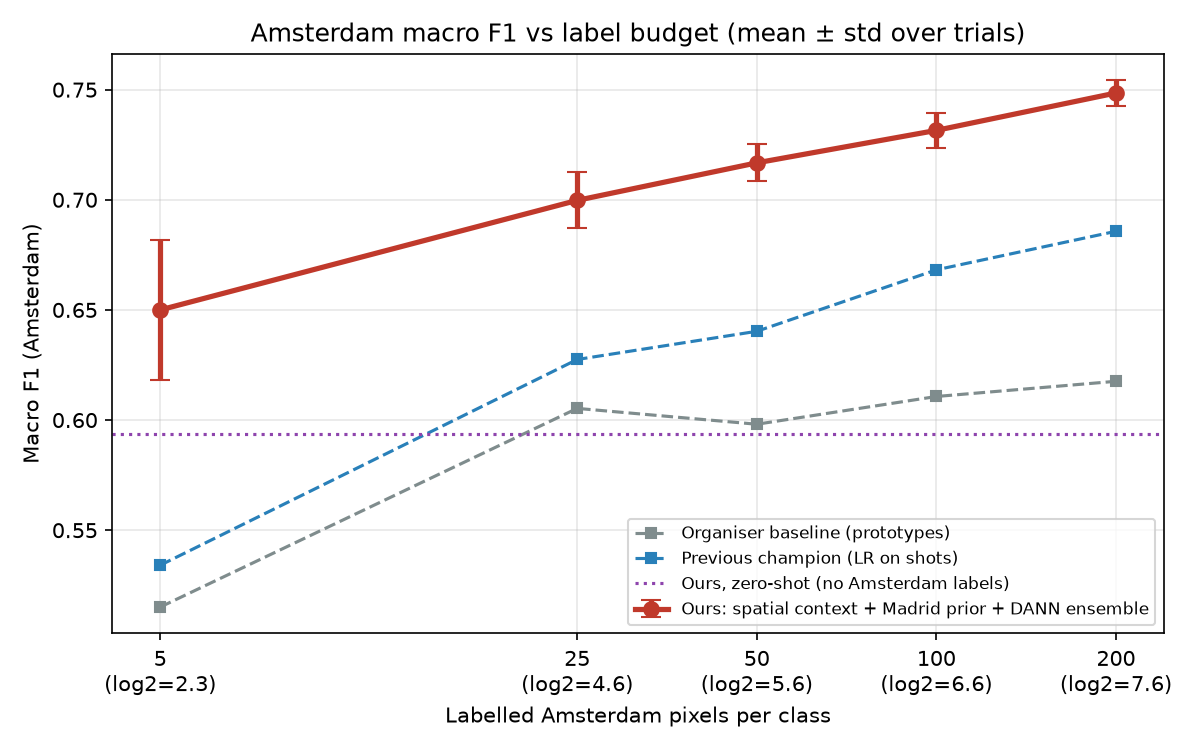 Amsterdam macro F1 vs label budget (mean ± std over trials)
Macro F1 (Amsterdam)
0.75
0.70
0.65
0.60
0.55
Organiser baseline (prototypes)
Previous champion (LR on shots)
Ours, zero-shot (no Amsterdam labels)
Ours: spatial context + Madrid prior + DANN ensemble
5 25 50 100 200
(log2=2.3) (log2=4.6) (log2=5.6) (log2=6.6) (log2=7.6)
Labelled Amsterdam pixels per class